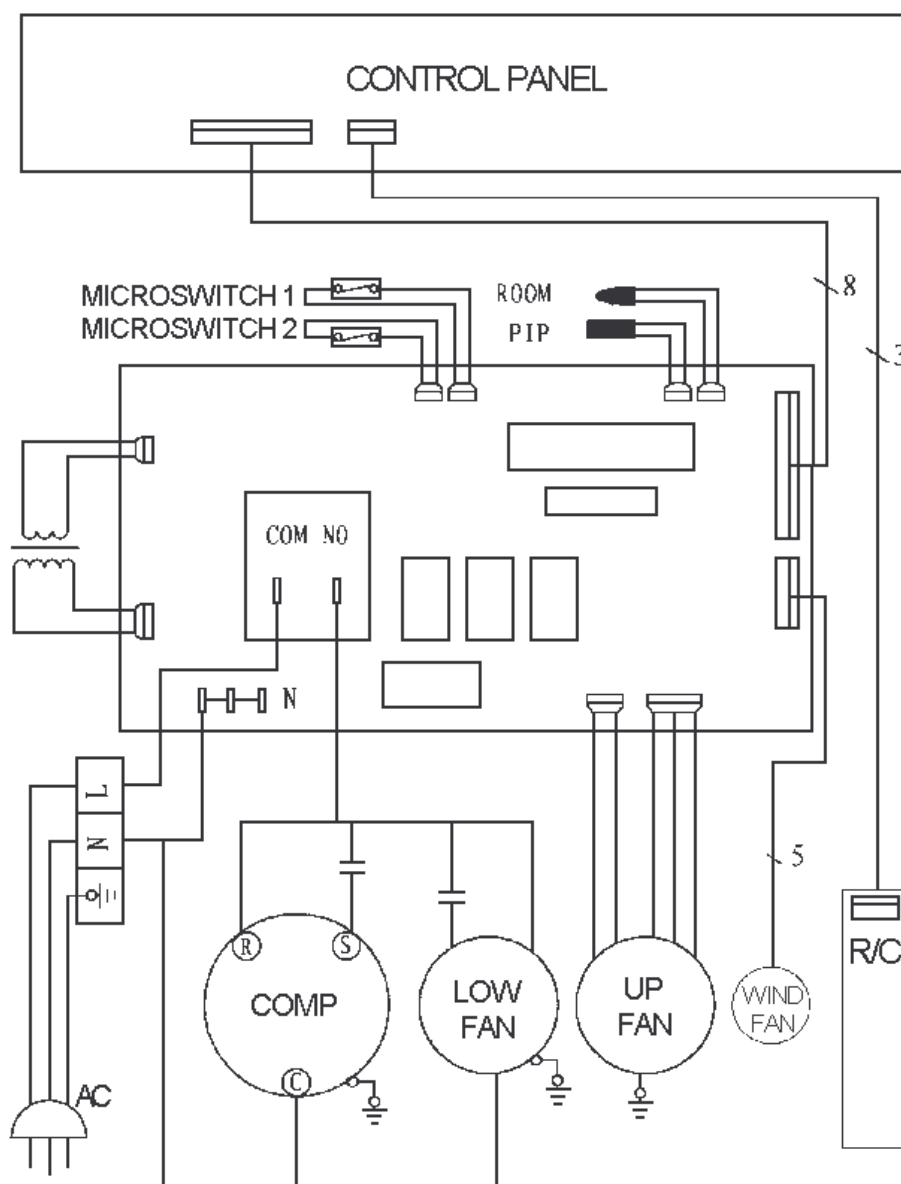 CONTROL PANEL
8
3
MICROSWITCH 1
MICROSWITCH 2
ROOM
PIP
COM NO
N
L
N
5
R
S
COMP
C
LOW
FAN
UP
FAN
WIND
FAN
R/C
AC